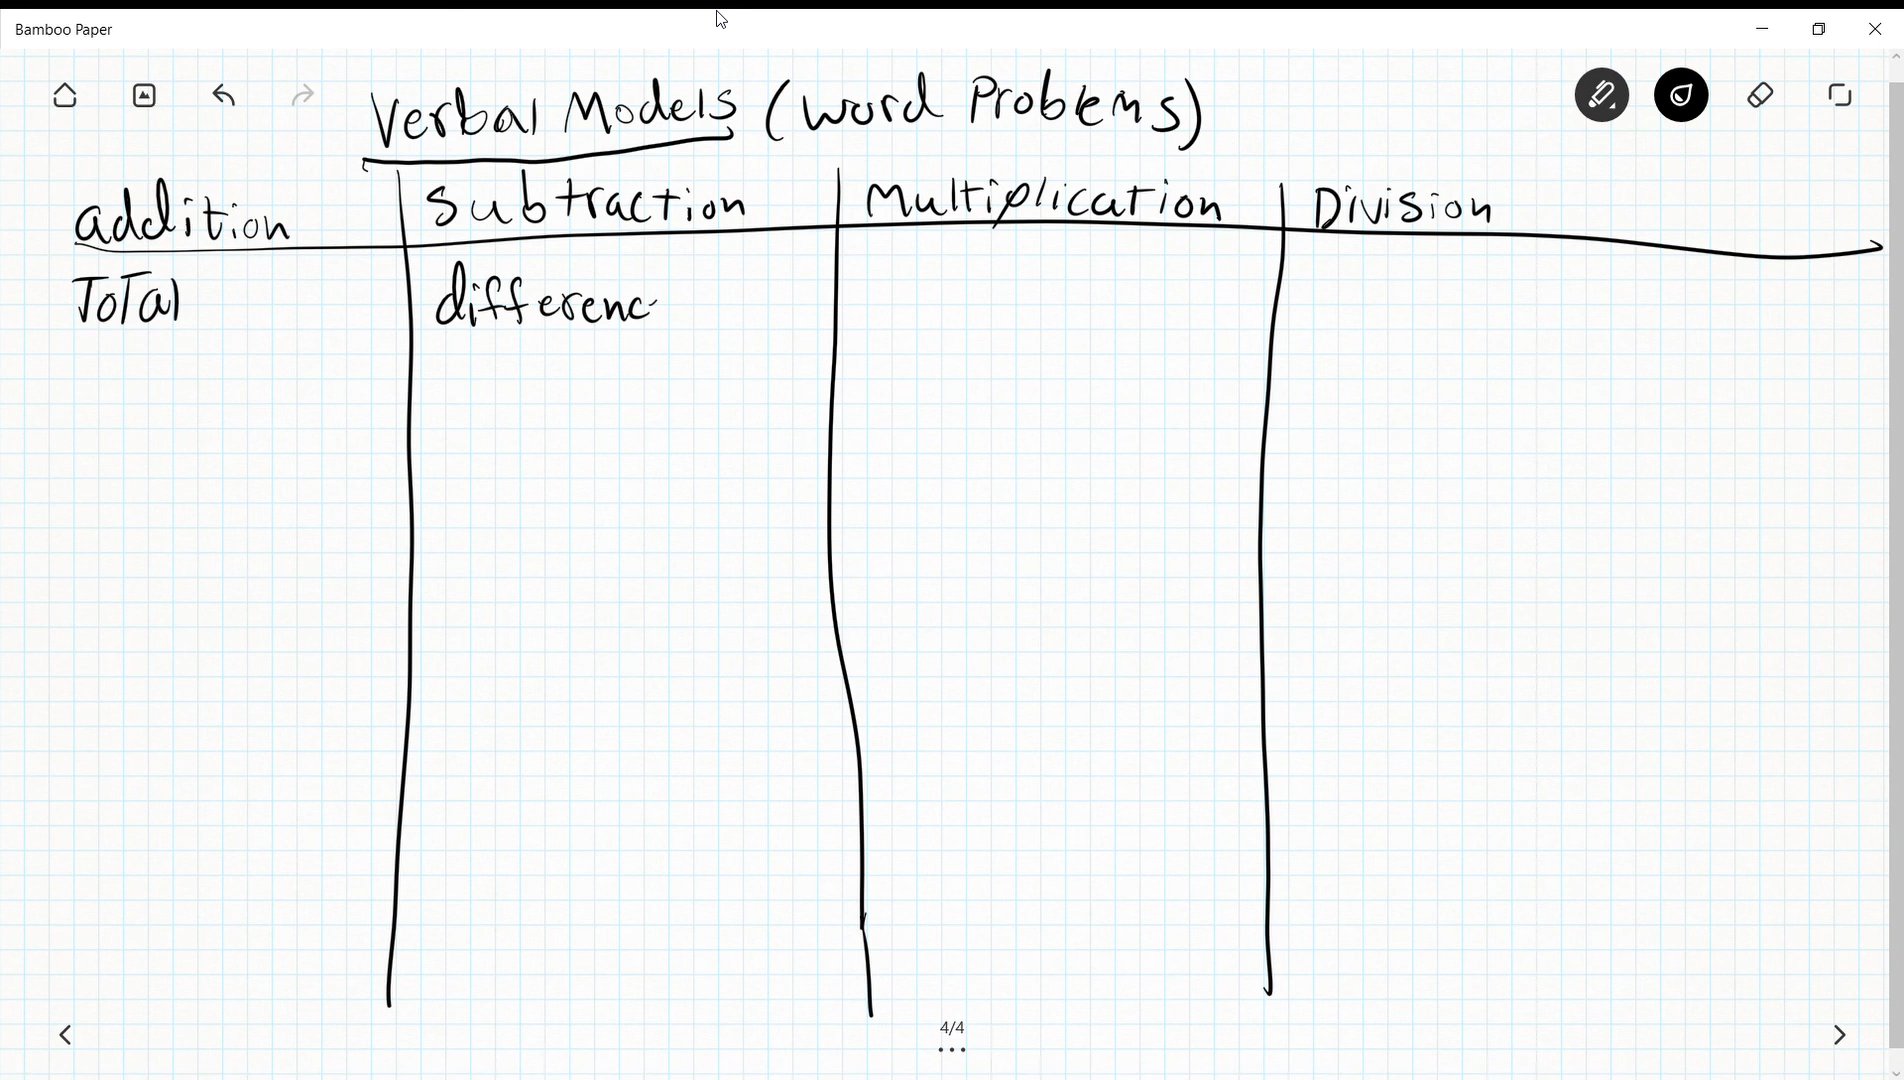 Bamboo Paper
Verbal Models (Word Problems)
addition Subtraction Multiplication Division
Total differenc
4/4